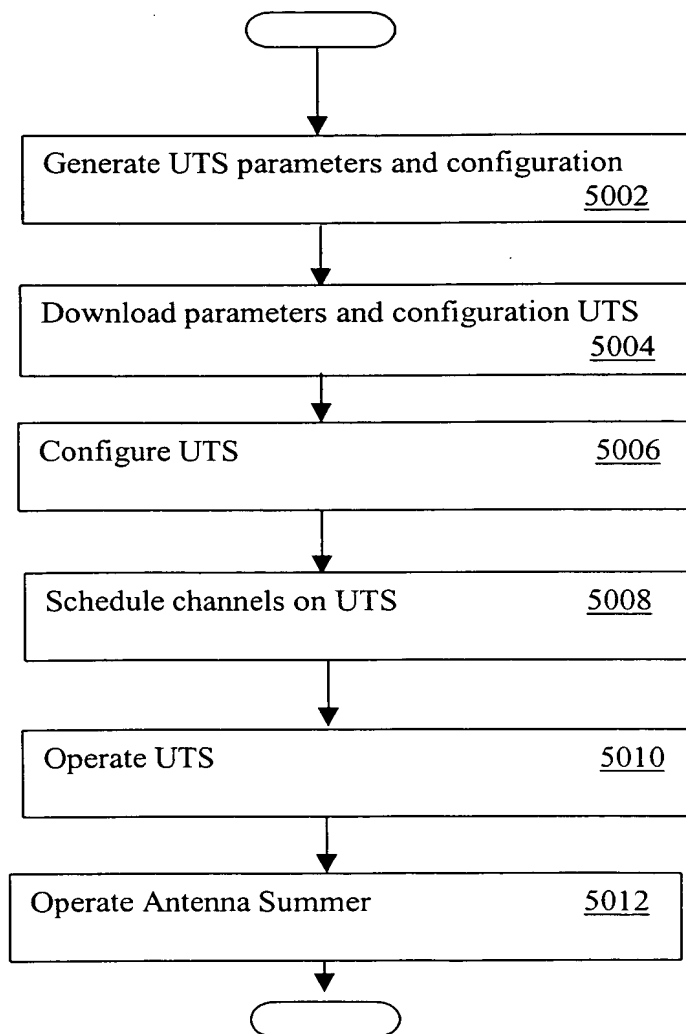 Generate UTS parameters and configuration
5002
Download parameters and configuration UTS
5004
Configure UTS 5006
Schedule channels on UTS 5008
Operate UTS 5010
Operate Antenna Summer 5012